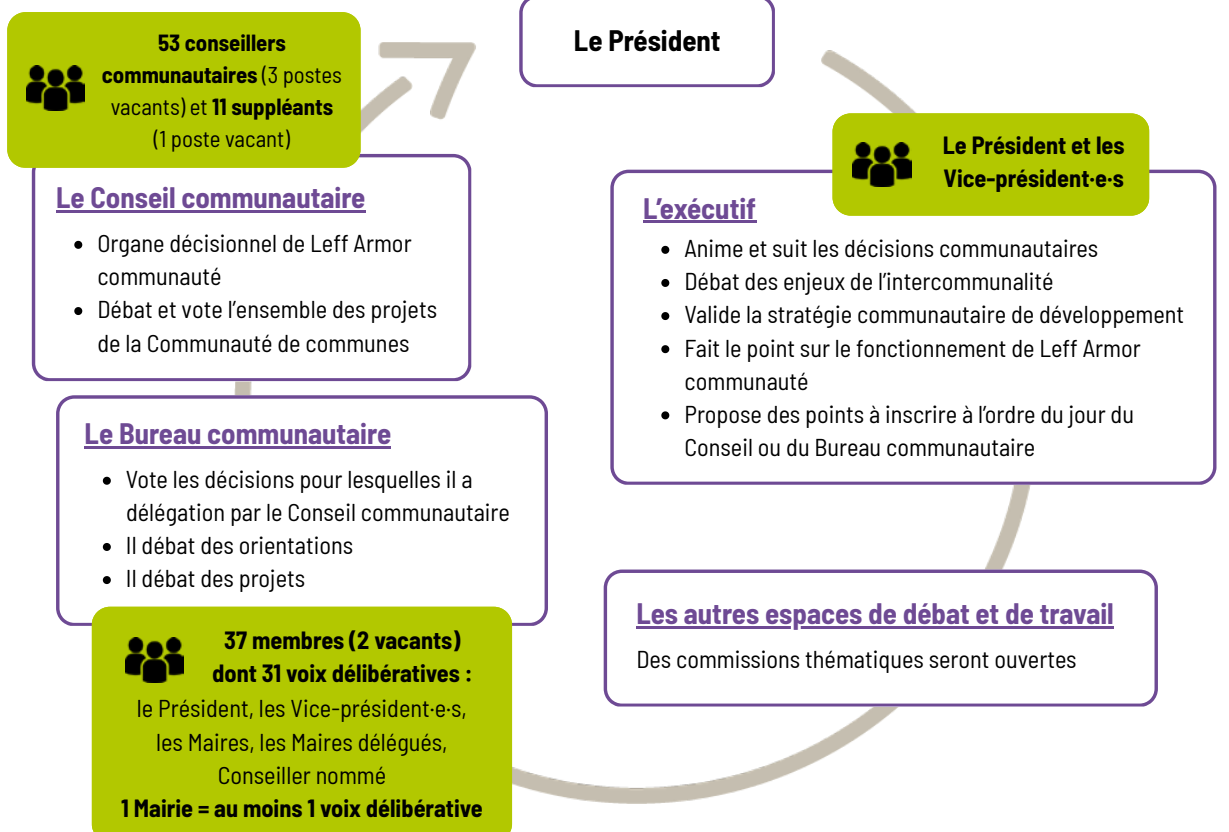 Le Président
53 conseillers
communautaires (3 postes
vacants) et 11 suppléants
(1 poste vacant)
Le Conseil communautaire
• Organe décisionnel de Leff Armor
communauté
• Débat et vote l'ensemble des projets
de la Communauté de communes
Le Bureau communautaire
• Vote les décisions pour lesquelles il a
délégation par le Conseil communautaire
• Il débat des orientations
• Il débat des projets
37 membres (2 vacants)
dont 31 voix délibératives :
le Président, les Vice-président·e·s,
les Maires, les Maires délégués,
Conseiller nommé
1 Mairie = au moins 1 voix délibérative
Le Président et les
Vice-président·e·s
L'exécutif
• Anime et suit les décisions communautaires
• Débat des enjeux de l'intercommunalité
• Valide la stratégie communautaire de développement
• Fait le point sur le fonctionnement de Leff Armor
communauté
• Propose des points à inscrire à l'ordre du jour du
Conseil ou du Bureau communautaire
Les autres espaces de débat et de travail
Des commissions thématiques seront ouvertes